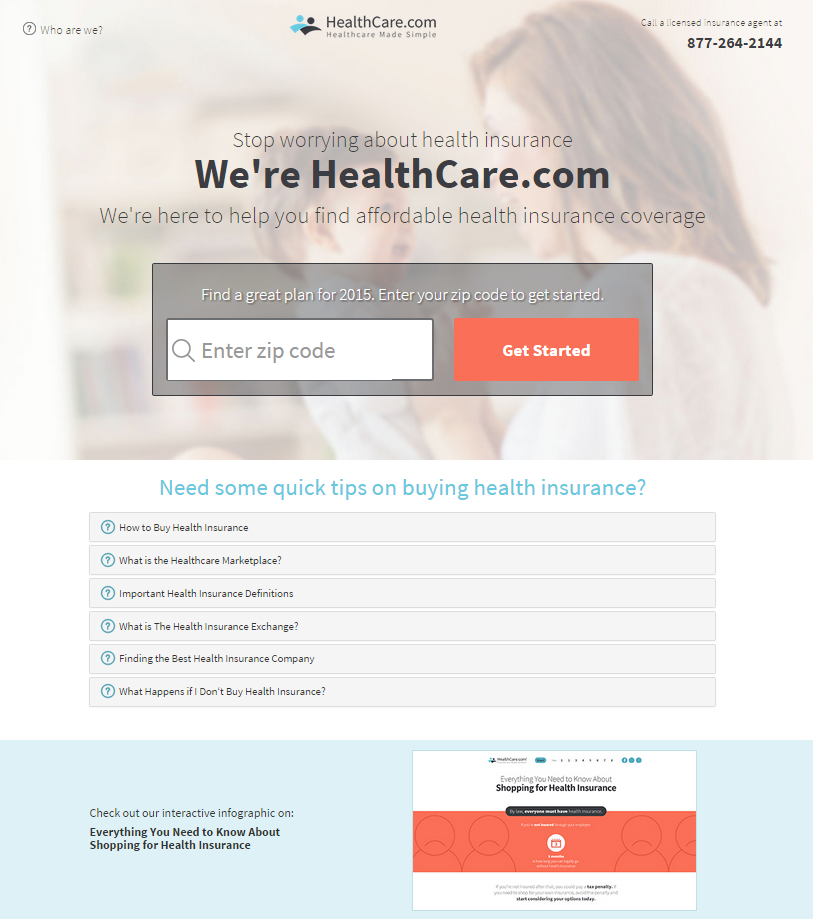 Who are we?
HealthCare.com
Healthcare Made Simple
Call a licensed insurance agent at
877-264-2144
Stop worrying about health insurance
We're HealthCare.com
We're here to help you find affordable health insurance coverage
Find a great plan for 2015. Enter your zip code to get started.
Enter zip code
Get Started
Need some quick tips on buying health insurance?
How to Buy Health Insurance
What is the Healthcare Marketplace?
Important Health Insurance Definitions
What is The Health Insurance Exchange?
Finding the Best Health Insurance Company
What Happens if I Don't Buy Health Insurance?
Check out our interactive infographic on:
Everything You Need to Know About
Shopping for Health Insurance
HealthCare.com
Everything You Need to Know About
Shopping for Health Insurance
By law, everyone must have health insurance.
If you're not insured through your employer,
If you're not insured after that, you could pay a tax penalty. If
you need to shop for your own insurance, avoid the penalty and
start considering your options today.